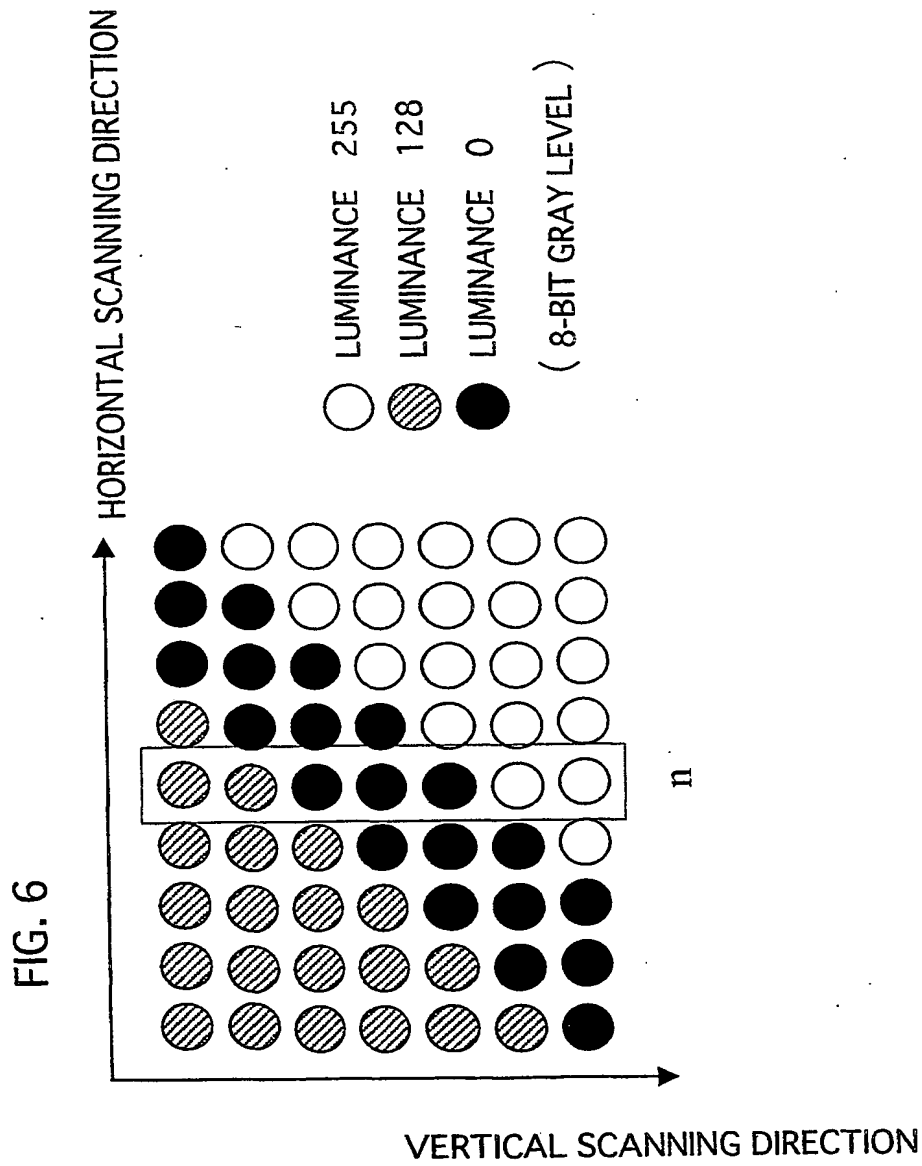 FIG. 6
HORIZONTAL SCANNING DIRECTION
LUMINANCE 255
LUMINANCE 128
LUMINANCE 0
( 8-BIT GRAY LEVEL )
n
VERTICAL SCANNING DIRECTION